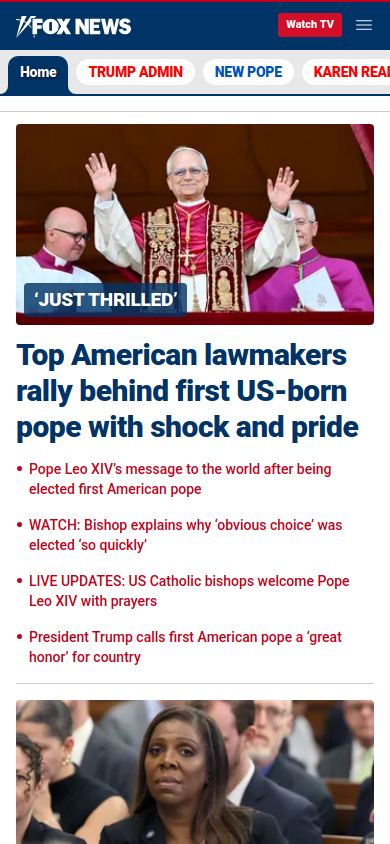 FOX NEWS
Watch TV
Home
TRUMP ADMIN
NEW POPE
KAREN READ
‘JUST THRILLED’
Top American lawmakers
rally behind first US-born
pope with shock and pride
• Pope Leo XIV’s message to the world after being
elected first American pope
• WATCH: Bishop explains why ‘obvious choice’ was
elected ‘so quickly’
• LIVE UPDATES: US Catholic bishops welcome Pope
Leo XIV with prayers
• President Trump calls first American pope a ‘great
honor’ for country